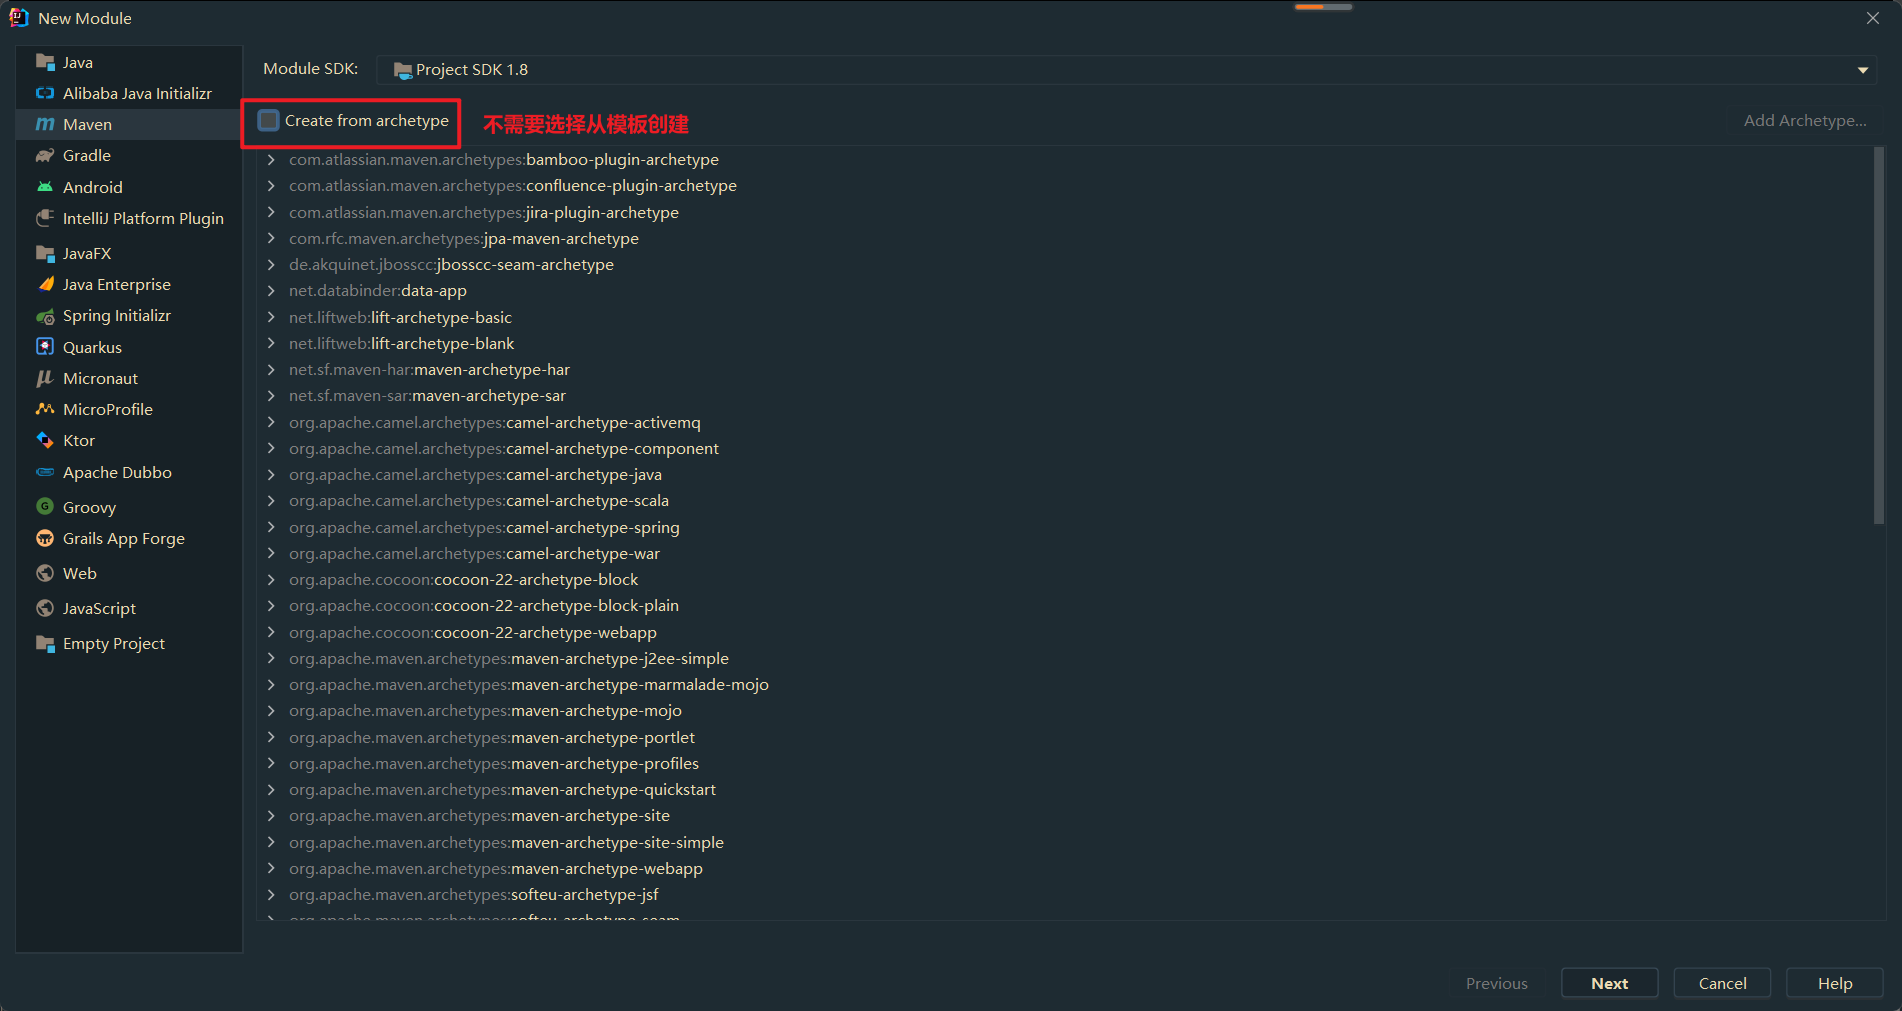 New Module
Java
Alibaba Java Initializr
Maven
Gradle
Android
IntelliJ Platform Plugin
JavaFX
Java Enterprise
Spring Initializr
Quarkus
Micronaut
MicroProfile
Ktor
Apache Dubbo
Groovy
Grails App Forge
Web
JavaScript
Empty Project
Module SDK: Project SDK 1.8
Create from archetype 不需要选择从模板创建 Add Archetype...
com.atlassian.maven.archetypes:bamboo-plugin-archetype
com.atlassian.maven.archetypes:confluence-plugin-archetype
com.atlassian.maven.archetypes:jira-plugin-archetype
com.rfc.maven.archetypes:jpa-maven-archetype
de.akquinet.jbosscc:jbosscc-seam-archetype
net.databinder:data-app
net.liftweb:lift-archetype-basic
net.liftweb:lift-archetype-blank
net.sf.maven-har:maven-archetype-har
net.sf.maven-sar:maven-archetype-sar
org.apache.camel.archetypes:camel-archetype-activemq
org.apache.camel.archetypes:camel-archetype-component
org.apache.camel.archetypes:camel-archetype-java
org.apache.camel.archetypes:camel-archetype-scala
org.apache.camel.archetypes:camel-archetype-spring
org.apache.camel.archetypes:camel-archetype-war
org.apache.cocoon:cocoon-22-archetype-block
org.apache.cocoon:cocoon-22-archetype-block-plain
org.apache.cocoon:cocoon-22-archetype-webapp
org.apache.maven.archetypes:maven-archetype-j2ee-simple
org.apache.maven.archetypes:maven-archetype-marmalade-mojo
org.apache.maven.archetypes:maven-archetype-mojo
org.apache.maven.archetypes:maven-archetype-portlet
org.apache.maven.archetypes:maven-archetype-profiles
org.apache.maven.archetypes:maven-archetype-quickstart
org.apache.maven.archetypes:maven-archetype-site
org.apache.maven.archetypes:maven-archetype-site-simple
org.apache.maven.archetypes:maven-archetype-webapp
org.apache.maven.archetypes:softeu-archetype-jsf
org.apache.maven.archetypes:softeu-archetype-seam
Previous Next Cancel Help